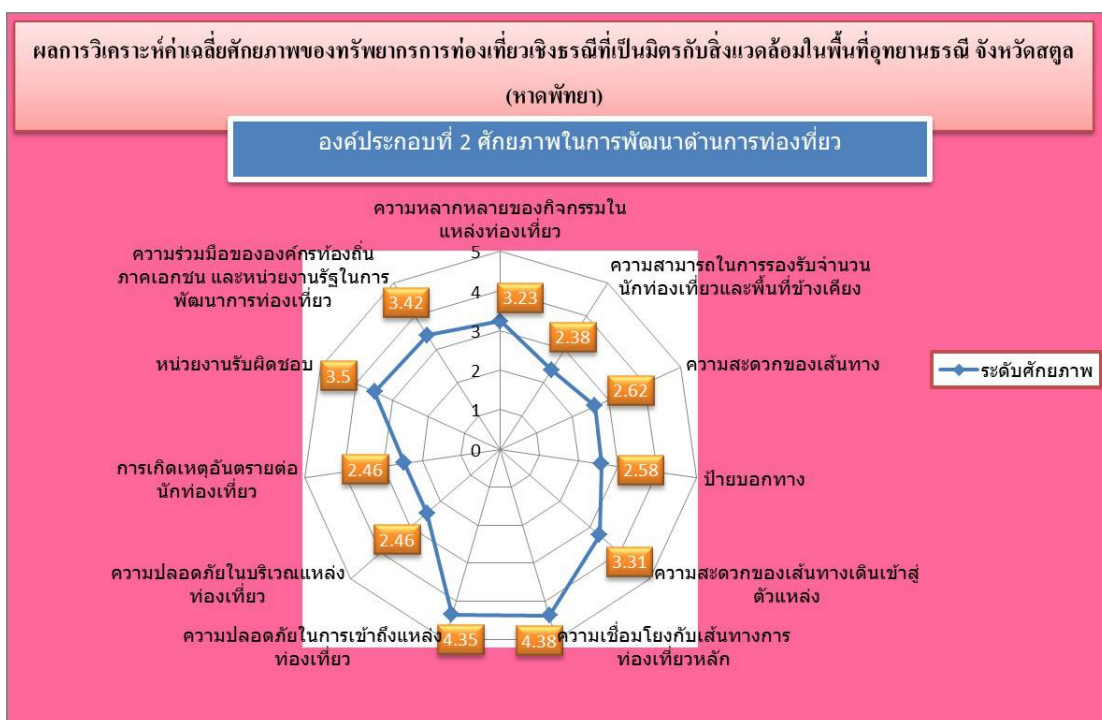 ผลการวิเคราะห์ค่าเฉลี่ยศักยภาพของทรัพยากรการท่องเที่ยวเชิงธรณีที่เป็นมิตรกับสิ่งแวดล้อมในพื้นที่อุทยานธรณี จังหวัดสตูล
(หาดพัทยา)
องค์ประกอบที่ 2 ศักยภาพในการพัฒนาด้านการท่องเที่ยว
ความหลากหลายของกิจกรรมใน
แหล่งท่องเที่ยว
ความสามารถในการรองรับจำนวน
นักท่องเที่ยวและพื้นที่ข้างเคียง
ความสะดวกของเส้นทาง
ป้ายบอกทาง
ความสะดวกของเส้นทางเดินเข้าสู่
ตัวแหล่ง
ความเชื่อมโยงกับเส้นทางการ
ท่องเที่ยวหลัก
ความปลอดภัยในการเข้าถึงแหล่ง
ท่องเที่ยว
ความปลอดภัยในบริเวณแหล่ง
ท่องเที่ยว
การเกิดเหตุอันตรายต่อ
นักท่องเที่ยว
หน่วยงานรับผิดชอบ
ความร่วมมือขององค์กรท้องถิ่น
ภาคเอกชน และหน่วยงานรัฐในการ
พัฒนาการท่องเที่ยว
5
4
3
2
1
0
3.23
2.38
2.62
2.58
3.31
4.38
4.35
2.46
2.46
3.5
3.42
ระดับศักยภาพ